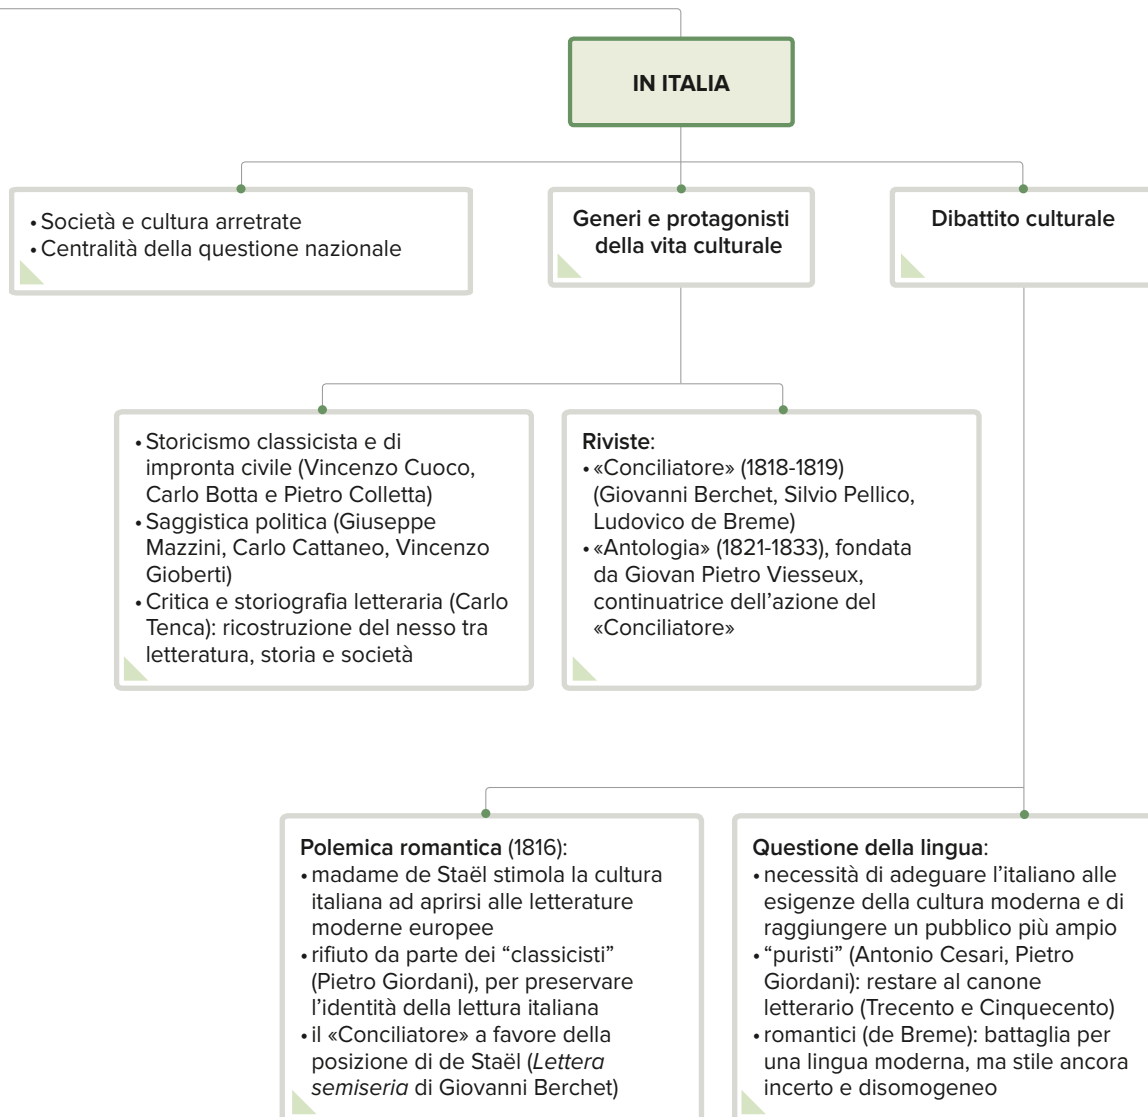 IN ITALIA
• Società e cultura arretrate
• Centralità della questione nazionale
Generi e protagonisti
della vita culturale
Dibattito culturale
• Storicismo classicista e di
impronta civile (Vincenzo Cuoco,
Carlo Botta e Pietro Colletta)
• Saggistica politica (Giuseppe
Mazzini, Carlo Cattaneo, Vincenzo
Gioberti)
• Critica e storiografia letteraria (Carlo
Tenca): ricostruzione del nesso tra
letteratura, storia e società
Riviste:
• «Conciliatore» (1818-1819)
(Giovanni Berchet, Silvio Pellico,
Ludovico de Breme)
• «Antologia» (1821-1833), fondata
da Giovan Pietro Viesseux,
continuatrice dell’azione del
«Conciliatore»
Polemica romantica (1816):
• madame de Staël stimola la cultura
italiana ad aprirsi alle letterature
moderne europee
• rifiuto da parte dei “classicisti”
(Pietro Giordani), per preservare
l’identità della lettura italiana
• il «Conciliatore» a favore della
posizione di de Staël (Lettera
semiseria di Giovanni Berchet)
Questione della lingua:
• necessità di adeguare l’italiano alle
esigenze della cultura moderna e di
raggiungere un pubblico più ampio
• “puristi” (Antonio Cesari, Pietro
Giordani): restare al canone
letterario (Trecento e Cinquecento)
• romantici (de Breme): battaglia per
una lingua moderna, ma stile ancora
incerto e disomogeneo